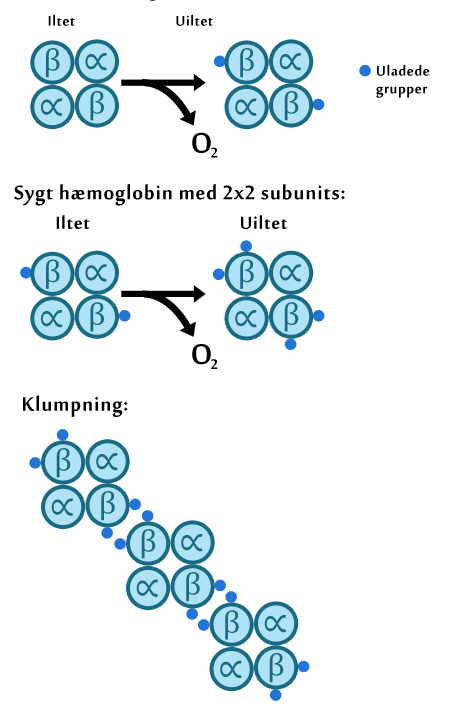 Iltet Uiltet
β ∝ β ∝
∝ β ∝ β
Uladede
grupper
O2
Sygt hæmoglobin med 2x2 subunits:
Iltet Uiltet
β ∝ β ∝
∝ β ∝ β
O2
Klumpning:
β ∝
∝ β
β ∝
∝ β
β ∝
∝ β